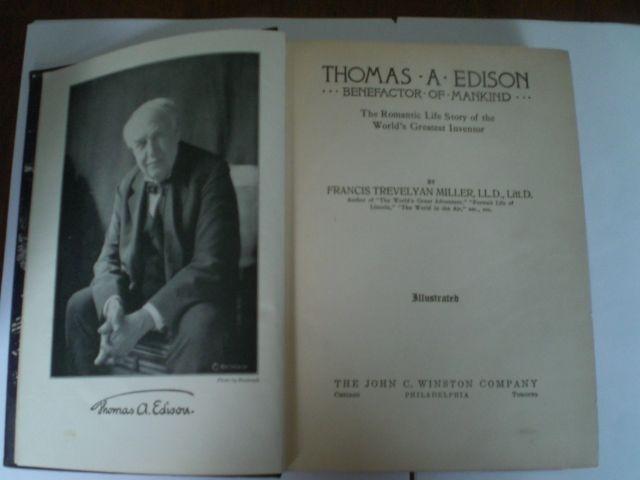 Thomas A. Edison.
THOMAS · A · EDISON
··· BENEFACTOR · OF · MANKIND ···
The Romantic Life Story of the
World's Greatest Inventor
BY
FRANCIS TREVELYAN MILLER, LL.D., Litt.D.
Author of "The World's Great Adventure," "Portrait Life of
Lincoln," "The World in the Air," etc., etc.
Illustrated
THE JOHN C. WINSTON COMPANY
CHICAGO PHILADELPHIA TORONTO